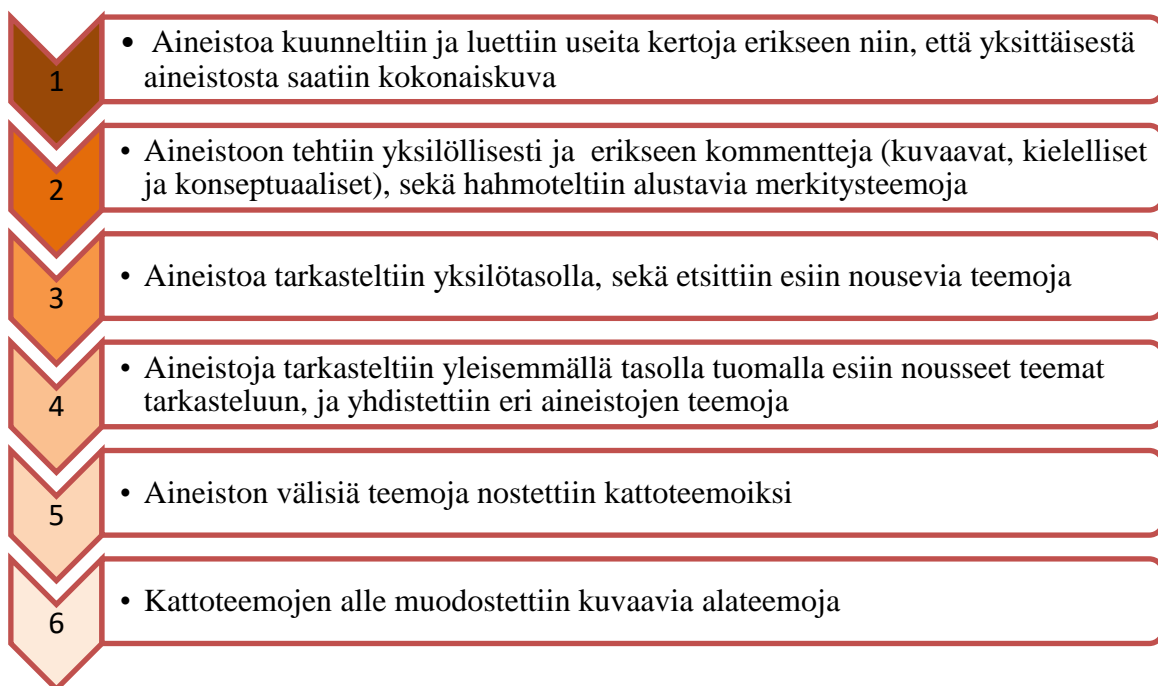 1
• Aineistoa kuunneltiin ja luettiin useita kertoja erikseen niin, että yksittäisestä
aineistosta saatiin kokonaiskuva
2
• Aineistoon tehtiin yksilöllisesti ja erikseen kommentteja (kuvaavat, kielelliset
ja konseptuaaliset), sekä hahmoteltiin alustavia merkitysteemoja
3
• Aineistoa tarkasteltiin yksilötasolla, sekä etsittiin esiin nousevia teemoja
4
• Aineistoja tarkasteltiin yleisemmällä tasolla tuomalla esiin nousseet teemat
tarkasteluun, ja yhdistettiin eri aineistojen teemoja
5
• Aineiston välisiä teemoja nostettiin kattoteemoiksi
6
• Kattoteemojen alle muodostettiin kuvaavia alateemoja